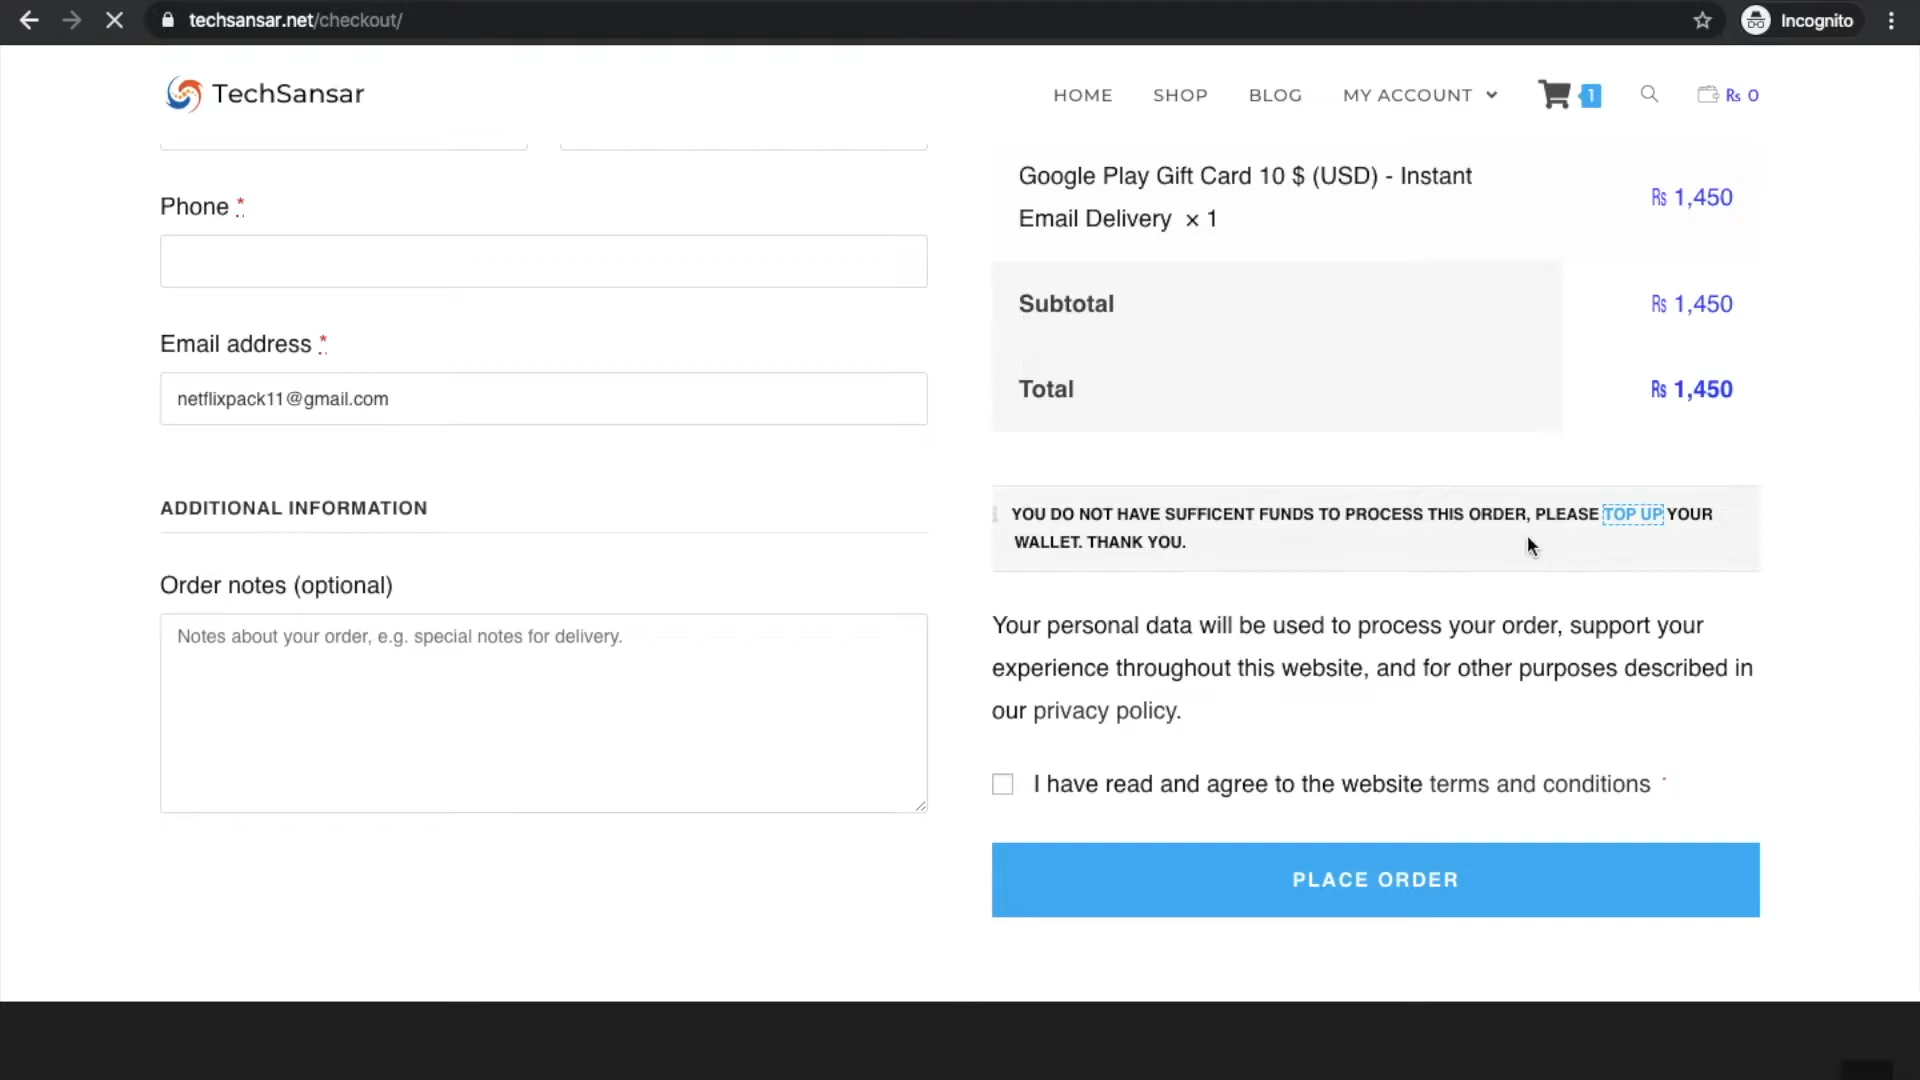 techsansar.net/checkout/
Incognito
TechSansar
HOME SHOP BLOG MY ACCOUNT 1 Rs 0
Phone *
Email address *
netflixpack11@gmail.com
ADDITIONAL INFORMATION
Order notes (optional)
Notes about your order, e.g. special notes for delivery.
Google Play Gift Card 10 $ (USD) - Instant
Email Delivery × 1
₨ 1,450
Subtotal ₨ 1,450
Total ₨ 1,450
YOU DO NOT HAVE SUFFICENT FUNDS TO PROCESS THIS ORDER, PLEASE TOP UP YOUR
WALLET. THANK YOU.
Your personal data will be used to process your order, support your
experience throughout this website, and for other purposes described in
our privacy policy.
I have read and agree to the website terms and conditions *
PLACE ORDER